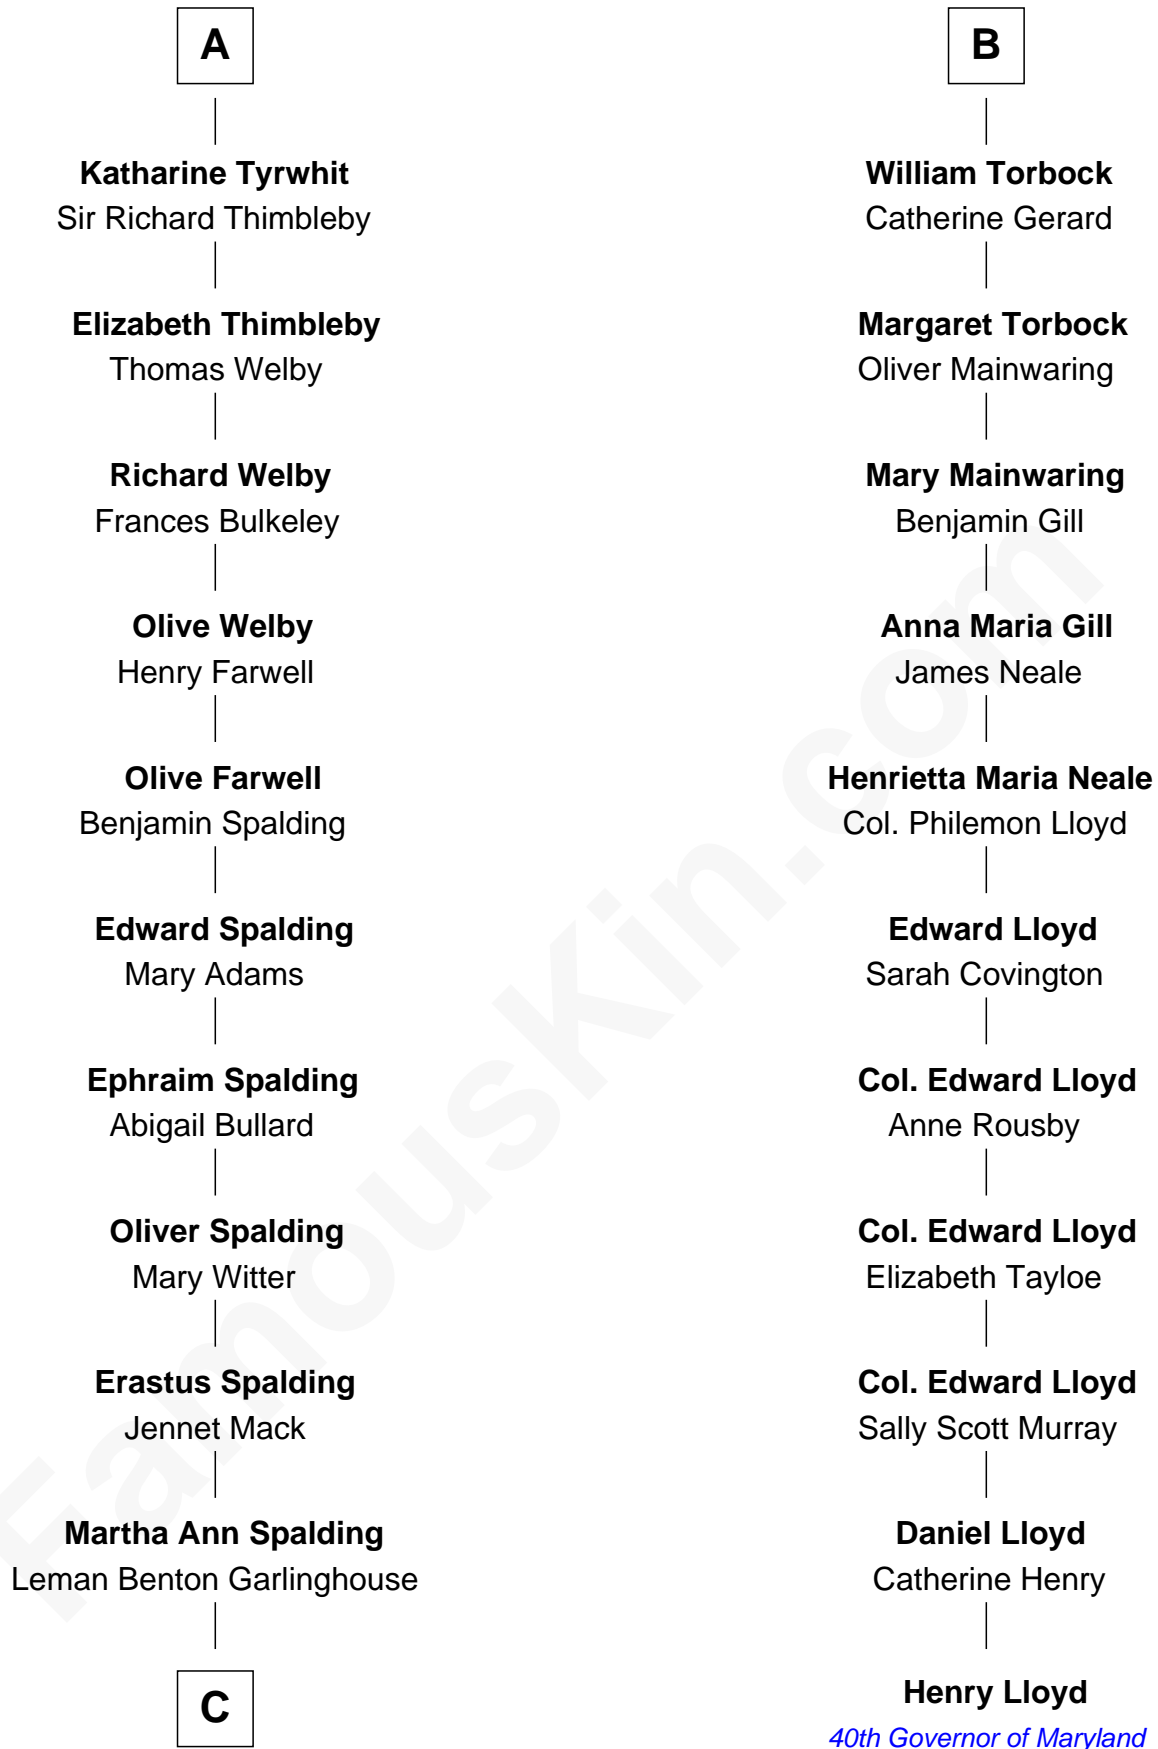 A
Katharine Tyrwhit
Sir Richard Thimbleby
Elizabeth Thimbleby
Thomas Welby
Richard Welby
Frances Bulkeley
Olive Welby
Henry Farwell
Olive Farwell
Benjamin Spalding
Edward Spalding
Mary Adams
Ephraim Spalding
Abigail Bullard
Oliver Spalding
Mary Witter
Erastus Spalding
Jennet Mack
Martha Ann Spalding
Leman Benton Garlinghouse
C
B
William Torbock
Catherine Gerard
Margaret Torbock
Oliver Mainwaring
Mary Mainwaring
Benjamin Gill
Anna Maria Gill
James Neale
Henrietta Maria Neale
Col. Philemon Lloyd
Edward Lloyd
Sarah Covington
Col. Edward Lloyd
Anne Rousby
Col. Edward Lloyd
Elizabeth Tayloe
Col. Edward Lloyd
Sally Scott Murray
Daniel Lloyd
Catherine Henry
Henry Lloyd
40th Governor of Maryland
FamousKin.com